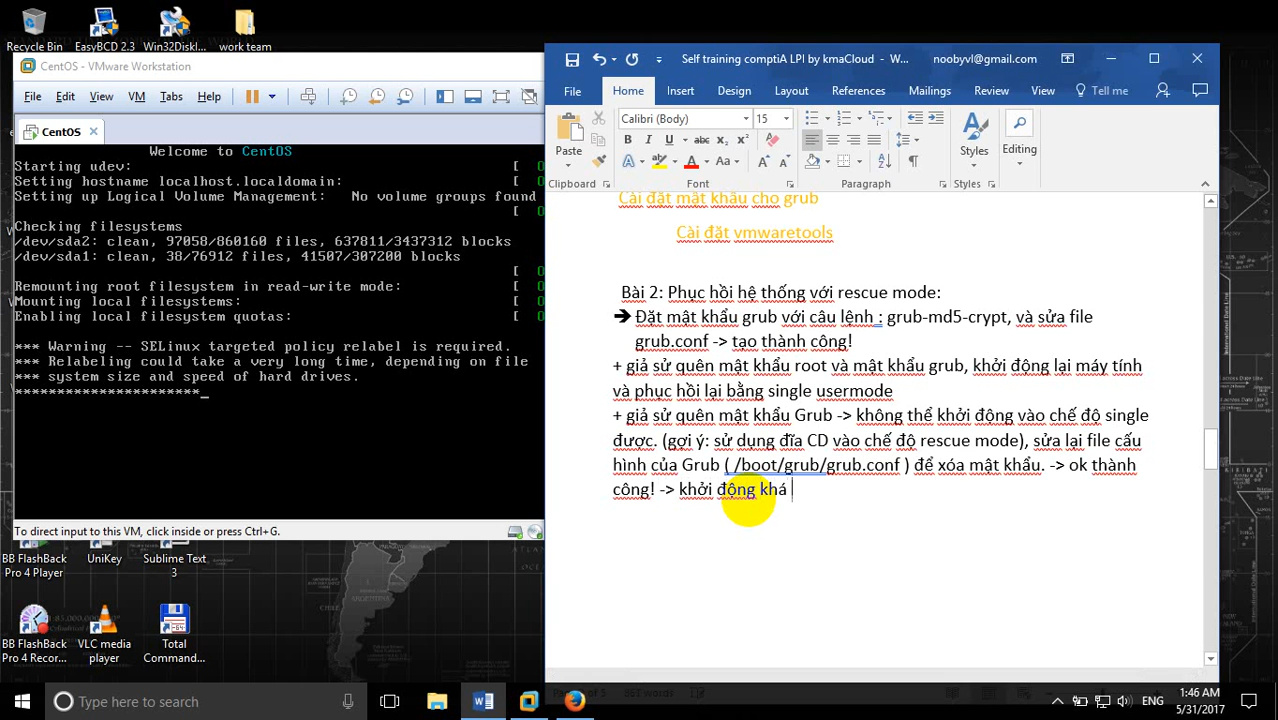 Recycle Bin
EasyBCD 2.3
Win32Diskl...
work team
CentOS - VMware Workstation
File Edit View VM Tabs Help
CentOS
Welcome to CentOS
Starting udev: [ O
Setting hostname localhost.localdomain: [ O
Setting up Logical Volume Management: No volume groups found
[ O
Checking filesystems
/dev/sda2: clean, 97058/860160 files, 637811/3437312 blocks
/dev/sda1: clean, 38/76912 files, 41507/307200 blocks
[ O
Remounting root filesystem in read-write mode: [ O
Mounting local filesystems: [ O
Enabling local filesystem quotas: [ O
*** Warning -- SELinux targeted policy relabel is required.
*** Relabeling could take a very long time, depending on file
*** system size and speed of hard drives.
**********************_
To direct input to this VM, click inside or press Ctrl+G.
BB FlashBack Pro 4 Player
UniKey
Sublime Text 3
BB FlashBack Pro 4 Recor...
VLC media player
Total Command...
Self training comptiA LPI by kmaCloud - W...
noobyvl@gmail.com
File Home Insert Design Layout References Mailings Review View Tell me
Calibri (Body) 15
Paste
Styles
Editing
Clipboard Font Paragraph Styles
Cài đặt mật khẩu cho grub
Cài đặt vmwaretools
Bài 2: Phục hồi hệ thống với rescue mode:
➔ Đặt mật khẩu grub với câu lệnh : grub-md5-crypt, và sửa file
grub.conf -> tạo thành công!
+ giả sử quên mật khẩu root và mật khẩu grub, khởi động lại máy tính
và phục hồi lại bằng single usermode
+ giả sử quên mật khẩu Grub -> không thể khởi động vào chế độ single
được. (gợi ý: sử dụng đĩa CD vào chế độ rescue mode), sửa lại file cấu
hình của Grub ( /boot/grub/grub.conf ) để xóa mật khẩu. -> ok thành
công! -> khởi động khá
Type here to search
ENG
1:46 AM
5/31/2017